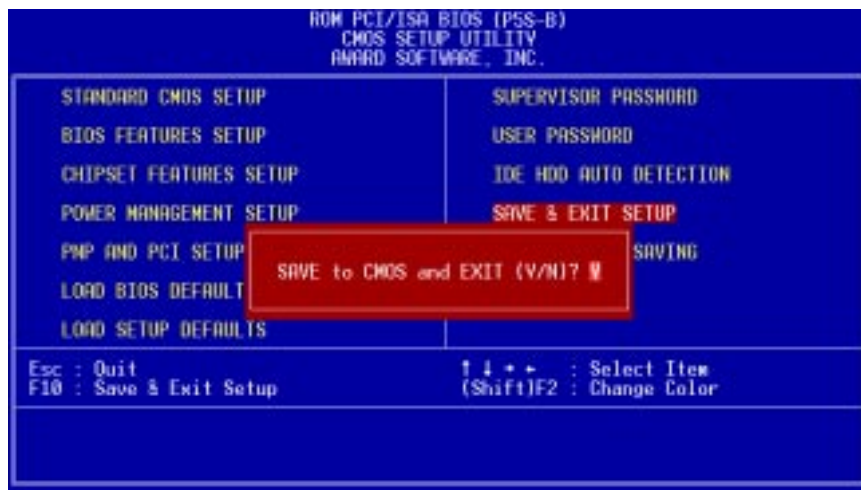 ROM PCI/ISA BIOS (P5S-B)
CMOS SETUP UTILITY
AWARD SOFTWARE, INC.
STANDARD CMOS SETUP
BIOS FEATURES SETUP
CHIPSET FEATURES SETUP
POWER MANAGEMENT SETUP
PNP AND PCI SETUP
LOAD BIOS DEFAULT
LOAD SETUP DEFAULTS
SUPERVISOR PASSWORD
USER PASSWORD
IDE HDD AUTO DETECTION
SAVE & EXIT SETUP
SAVING
SAVE to CMOS and EXIT (Y/N)? Y
Esc : Quit
F10 : Save & Exit Setup
↑ ↓ → ← : Select Item
(Shift)F2 : Change Color